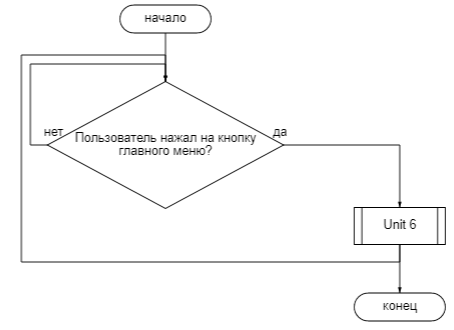 начало
нет
да
Пользователь нажал на кнопку
главного меню?
Unit 6
конец